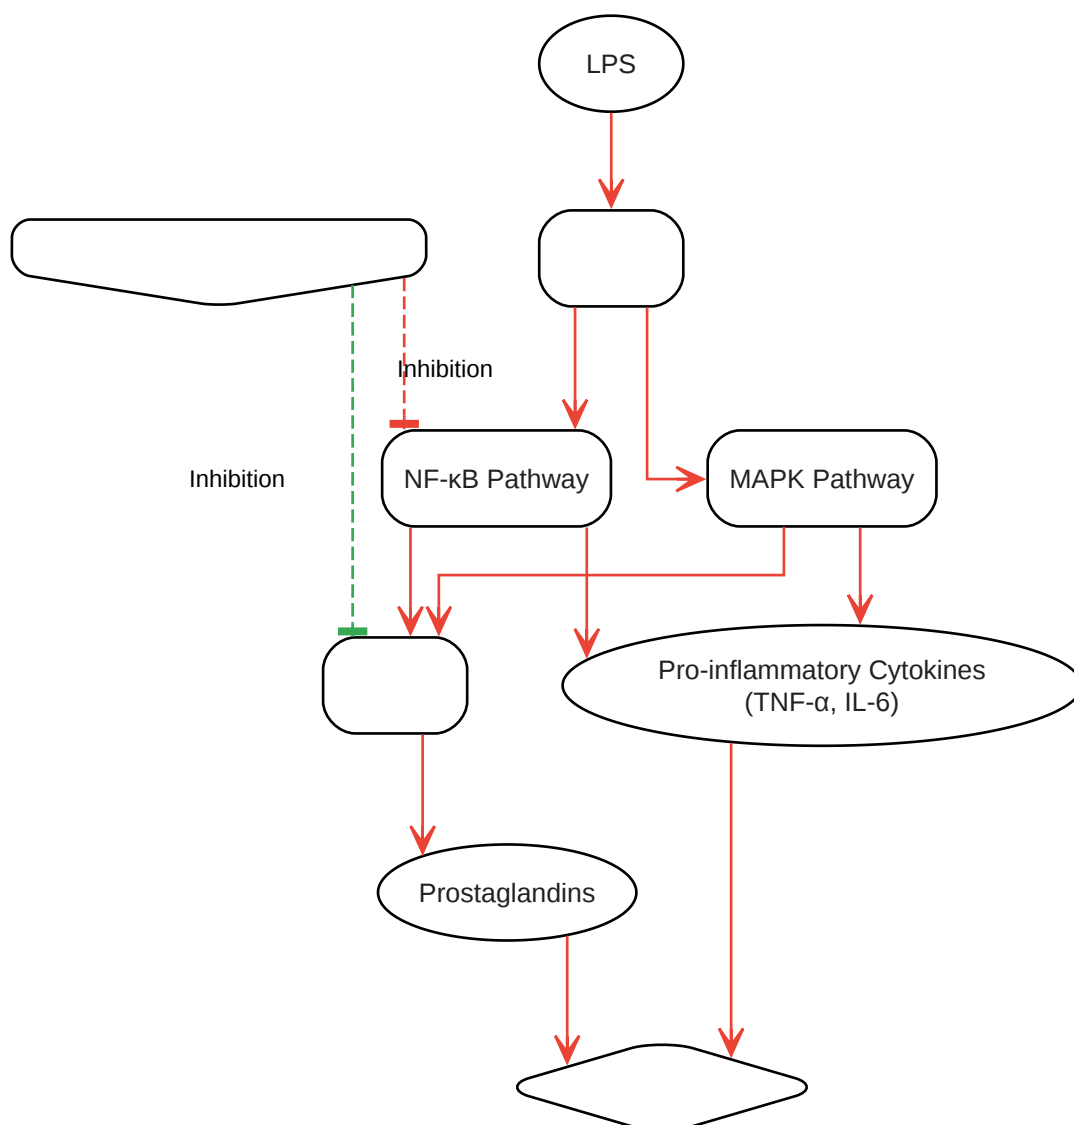 LPS
Inhibition
Inhibition
NF-κB Pathway
MAPK Pathway
Pro-inflammatory Cytokines
(TNF-α, IL-6)
Prostaglandins